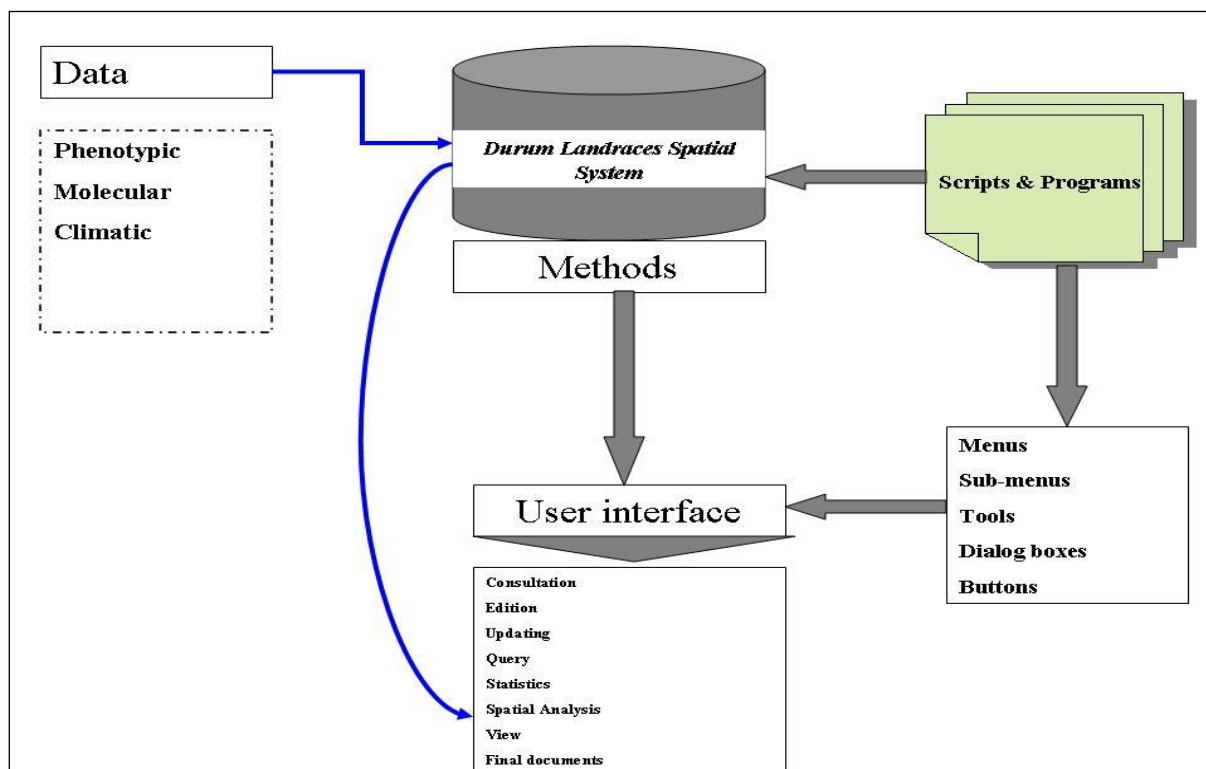 Data
Phenotypic
Molecular
Climatic
Durum Landraces Spatial
System
Methods
Scripts & Programs
Menus
Sub-menus
Tools
Dialog boxes
Buttons
User interface
Consultation
Edition
Updating
Query
Statistics
Spatial Analysis
View
Final documents